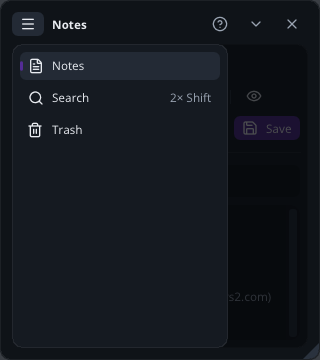 Notes
Notes
Search 2× Shift
Trash
Save
s2.com)